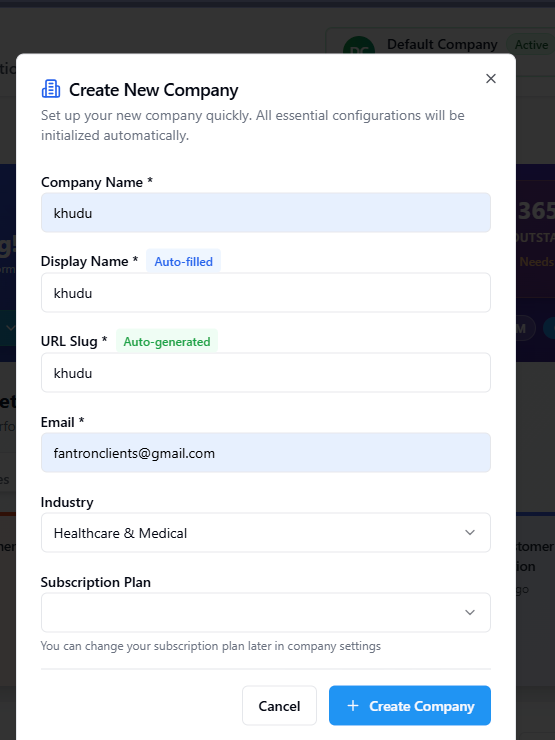 Default Company
Active
Create New Company
Set up your new company quickly. All essential configurations will be
initialized automatically.
Company Name *
khudu
Display Name * Auto-filled
khudu
URL Slug * Auto-generated
khudu
Email *
fantronclients@gmail.com
Industry
Healthcare & Medical
Subscription Plan
You can change your subscription plan later in company settings
Cancel
+ Create Company
365
Needs